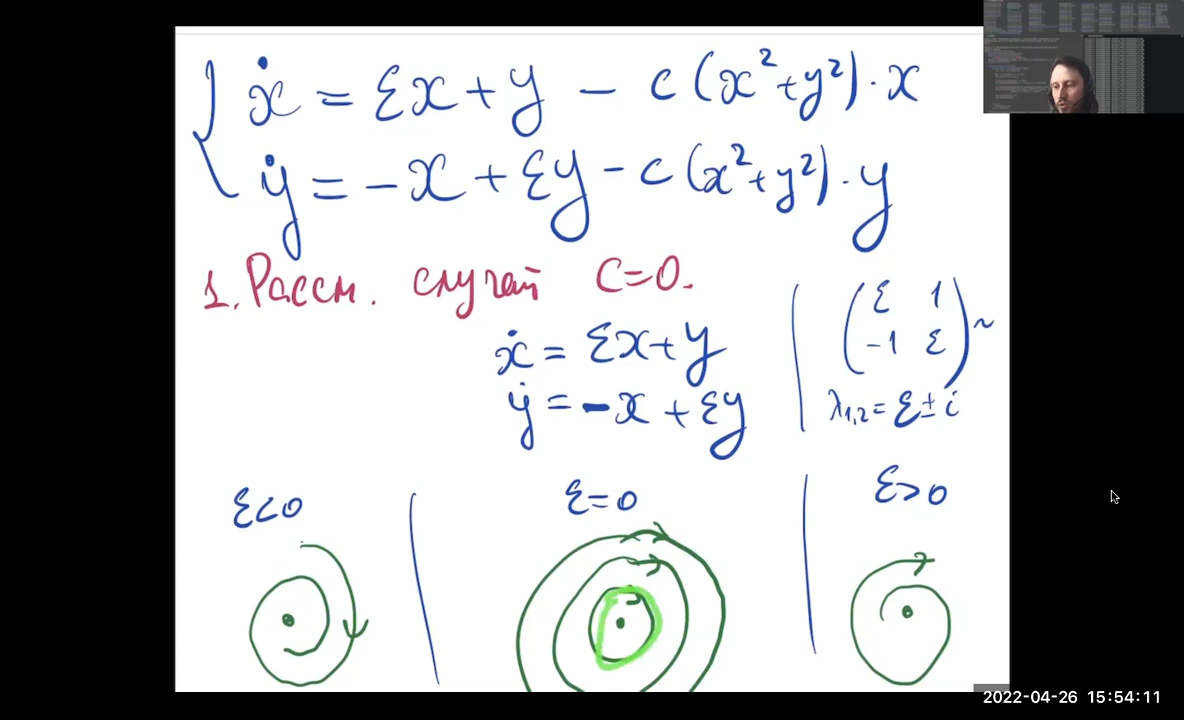 ẋ = εx + y − c(x² + y²)·x
ẏ = −x + εy − c(x² + y²)·y
1. Рассм. случай C=0.
ẋ = εx + y
ẏ = −x + εy
( ε 1
−1 ε ) ~
λ₁,₂ = ε ± i
ε<0
ε=0
ε>0
2022-04-26 15:54:11